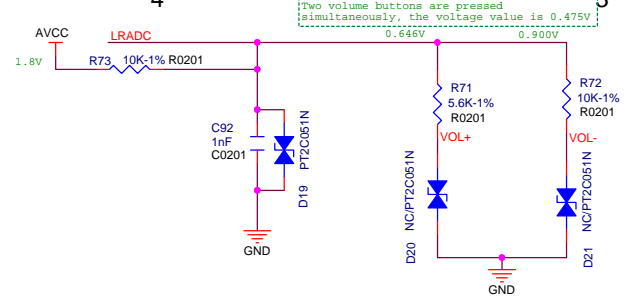 4
5
Two volume buttons are pressed
simultaneously, the voltage value is 0.475V
AVCC
LRADC
0.646V
0.900V
1.8V
R73 10K-1% R0201
R71
5.6K-1%
R0201
R72
10K-1%
R0201
C92
1nF
C0201
PT2C051N
D19
VOL+
VOL-
NC/PT2C051N
D20
NC/PT2C051N
D21
GND
GND